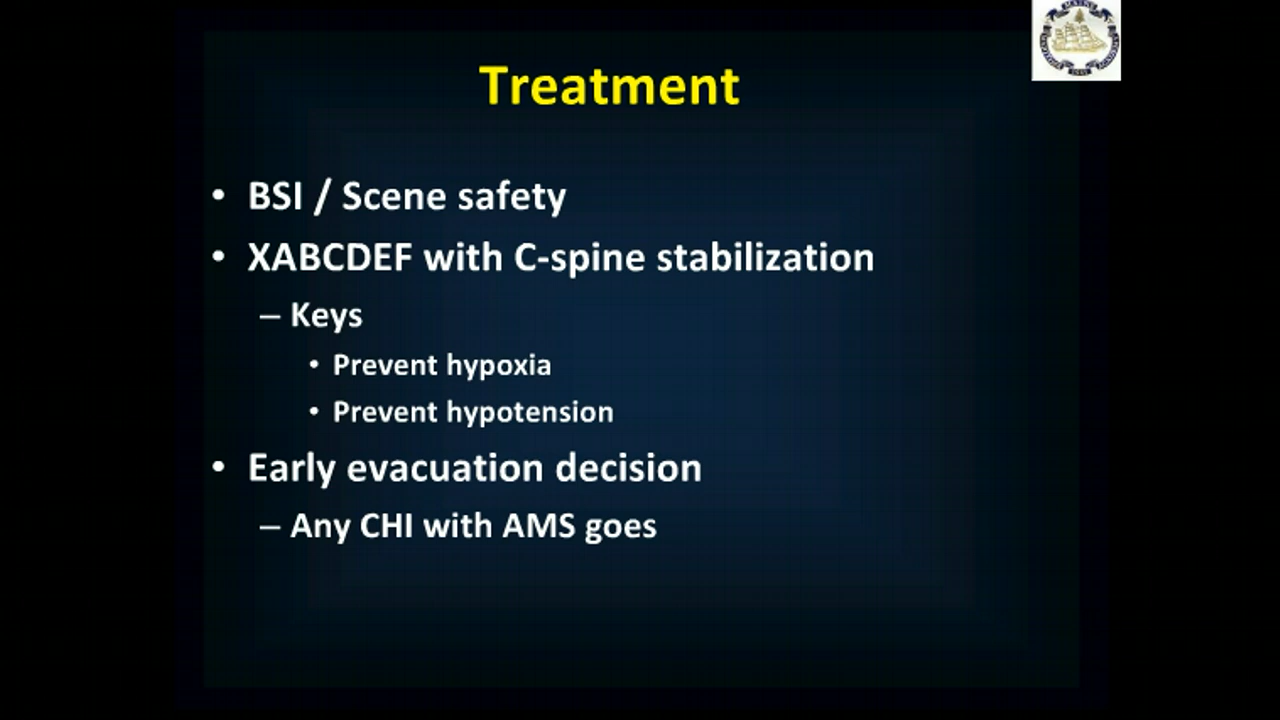 Treatment
• BSI / Scene safety
• XABCDEF with C-spine stabilization
– Keys
• Prevent hypoxia
• Prevent hypotension
• Early evacuation decision
– Any CHI with AMS goes